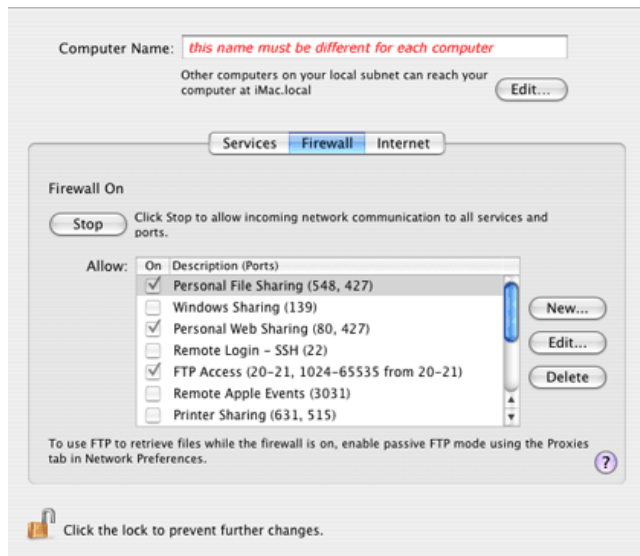 Computer Name: this name must be different for each computer
Other computers on your local subnet can reach your
computer at iMac.local
Edit...
Services Firewall Internet
Firewall On
Stop
Click Stop to allow incoming network communication to all services and
ports.
Allow:
On Description (Ports)
Personal File Sharing (548, 427)
Windows Sharing (139)
Personal Web Sharing (80, 427)
Remote Login – SSH (22)
FTP Access (20-21, 1024-65535 from 20-21)
Remote Apple Events (3031)
Printer Sharing (631, 515)
New...
Edit...
Delete
To use FTP to retrieve files while the firewall is on, enable passive FTP mode using the Proxies
tab in Network Preferences.
?
Click the lock to prevent further changes.